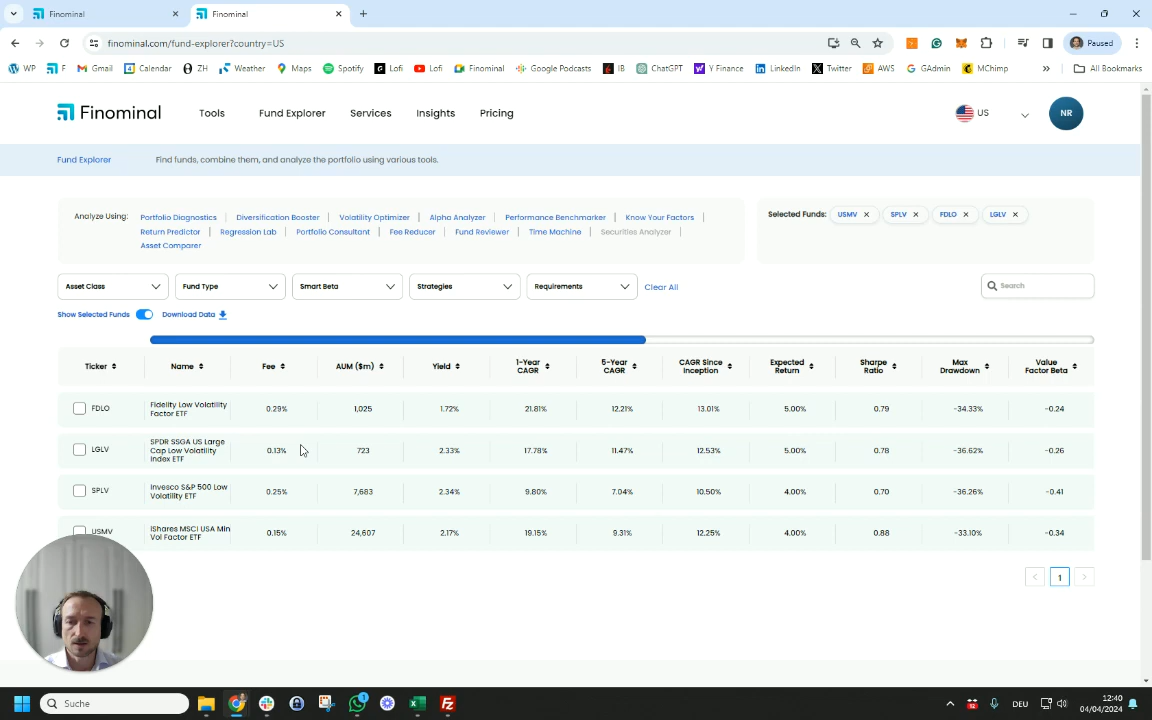 Finominal
Finominal
finominal.com/fund-explorer?country=US
Paused
WP
F
Gmail
Calendar
ZH
Weather
Maps
Spotify
Lofi
Lofi
Finominal
Google Podcasts
IB
ChatGPT
Y Finance
LinkedIn
Twitter
AWS
GAdmin
MChimp
All Bookmarks
Finominal
Tools
Fund Explorer
Services
Insights
Pricing
US
NR
Fund Explorer
Find funds, combine them, and analyze the portfolio using various tools.
Analyze Using:
Portfolio Diagnostics | Diversification Booster | Volatility Optimizer | Alpha Analyzer | Performance Benchmarker | Know Your Factors |
Return Predictor | Regression Lab | Portfolio Consultant | Fee Reducer | Fund Reviewer | Time Machine | Securities Analyzer |
Asset Comparer
Selected Funds: USMV SPLV FDLO LGLV
Asset Class
Fund Type
Smart Beta
Strategies
Requirements
Clear All
Search
Show Selected Funds
Download Data
Ticker Name Fee AUM ($m) Yield 1-Year CAGR 5-Year CAGR CAGR Since Inception Expected Return Sharpe Ratio Max Drawdown Value Factor Beta
FDLO Fidelity Low Volatility Factor ETF 0.29% 1,025 1.72% 21.81% 12.21% 13.01% 5.00% 0.79 -34.33% -0.24
LGLV SPDR SSGA US Large Cap Low Volatility Index ETF 0.13% 723 2.33% 17.78% 11.47% 12.53% 5.00% 0.78 -36.62% -0.26
SPLV Invesco S&P 500 Low Volatility ETF 0.25% 7,683 2.34% 9.80% 7.04% 10.50% 4.00% 0.70 -36.26% -0.41
USMV iShares MSCI USA Min Vol Factor ETF 0.15% 24,607 2.17% 19.15% 9.31% 12.25% 4.00% 0.88 -33.10% -0.34
1
Suche
1
DEU
12:40
04/04/2024